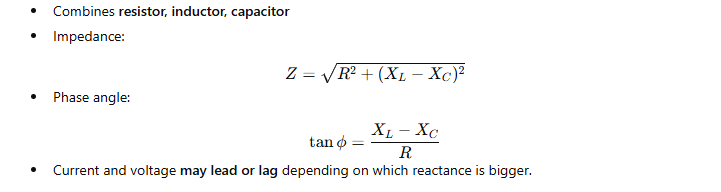 • Combines resistor, inductor, capacitor
• Impedance:
Z = √(R² + (X_L − X_C)²)
• Phase angle:
tan ϕ = (X_L − X_C) / R
• Current and voltage may lead or lag depending on which reactance is bigger.